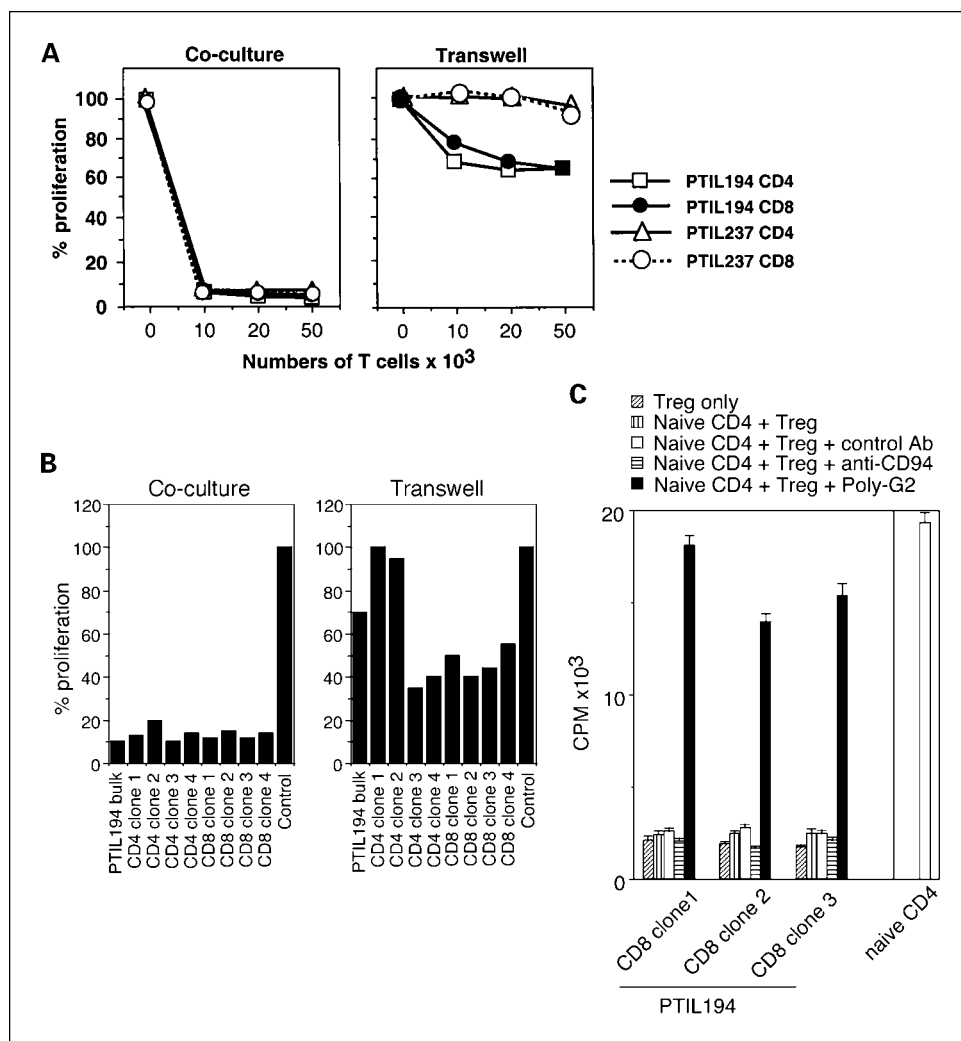 A
Co-culture
Transwell
% proliferation
100
80
60
40
20
0
0 10 20 50
0 10 20 50
Numbers of T cells x 10³
PTIL194 CD4
PTIL194 CD8
PTIL237 CD4
PTIL237 CD8
B
Co-culture
Transwell
% proliferation
120
100
80
60
40
20
0
PTIL194 bulk
CD4 clone 1
CD4 clone 2
CD4 clone 3
CD4 clone 4
CD8 clone 1
CD8 clone 2
CD8 clone 3
CD8 clone 4
Control
120
100
80
60
40
20
0
PTIL194 bulk
CD4 clone 1
CD4 clone 2
CD4 clone 3
CD4 clone 4
CD8 clone 1
CD8 clone 2
CD8 clone 3
CD8 clone 4
Control
C
Treg only
Naive CD4 + Treg
Naive CD4 + Treg + control Ab
Naive CD4 + Treg + anti-CD94
Naive CD4 + Treg + Poly-G2
CPM x10³
20
10
0
CD8 clone1
CD8 clone 2
CD8 clone 3
naive CD4
PTIL194